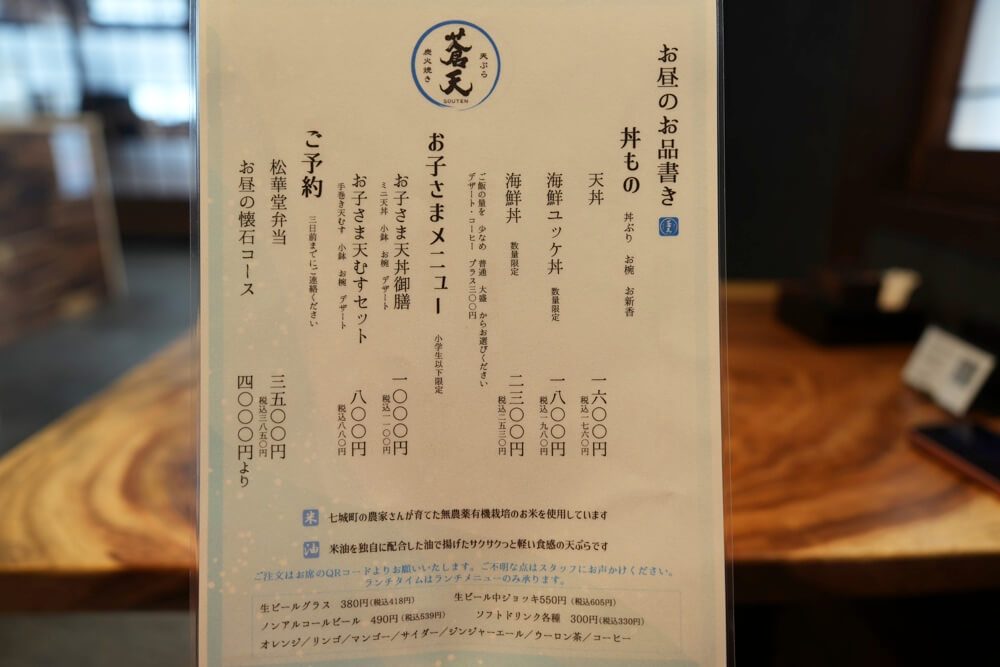 炭火焼き
蒼天
天ぷら
SOUTEN
お昼のお品書き
丼もの 丼ぶり お椀 お新香
天丼 一六〇〇円
税込一七六〇円
海鮮ユッケ丼 数量限定 一八〇〇円
税込一九八〇円
海鮮丼 数量限定 二三〇〇円
税込二五三〇円
ご飯の量を 少なめ 普通 大盛 からお選びください
デザート・コーヒー プラス三〇〇円
お子さまメニュー 小学生以下限定
お子さま天丼御膳 一〇〇〇円
ミニ天丼 小鉢 お椀 デザート 税込一一〇〇円
お子さま天むすセット 八〇〇円
手巻き天むす 小鉢 お椀 デザート 税込八八〇円
ご予約 三日前までにご連絡ください
松華堂弁当 三五〇〇円
税込三八五〇円
お昼の懐石コース 四〇〇〇円より
米 七城町の農家さんが育てた無農薬有機栽培のお米を使用しています
油 米油を独自に配合した油で揚げたサクサクっと軽い食感の天ぷらです
ご注文はお席のQRコードよりお願いいたします。ご不明な点はスタッフにお声かけください。
ランチタイムはランチメニューのみ承ります。
生ビールグラス 380円(税込418円) 生ビール中ジョッキ550円(税込605円)
ノンアルコールビール 490円(税込539円) ソフトドリンク各種 300円(税込330円)
オレンジ/リンゴ/マンゴー/サイダー/ジンジャーエール/ウーロン茶/コーヒー